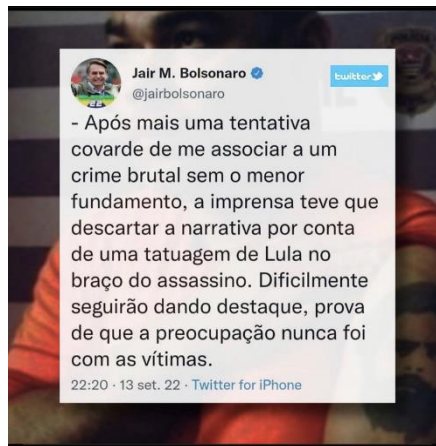 Jair M. Bolsonaro
@jairbolsonaro
twitter
- Após mais uma tentativa
covarde de me associar a um
crime brutal sem o menor
fundamento, a imprensa teve que
descartar a narrativa por conta
de uma tatuagem de Lula no
braço do assassino. Dificilmente
seguirão dando destaque, prova
de que a preocupação nunca foi
com as vítimas.
22:20 · 13 set. 22 · Twitter for iPhone